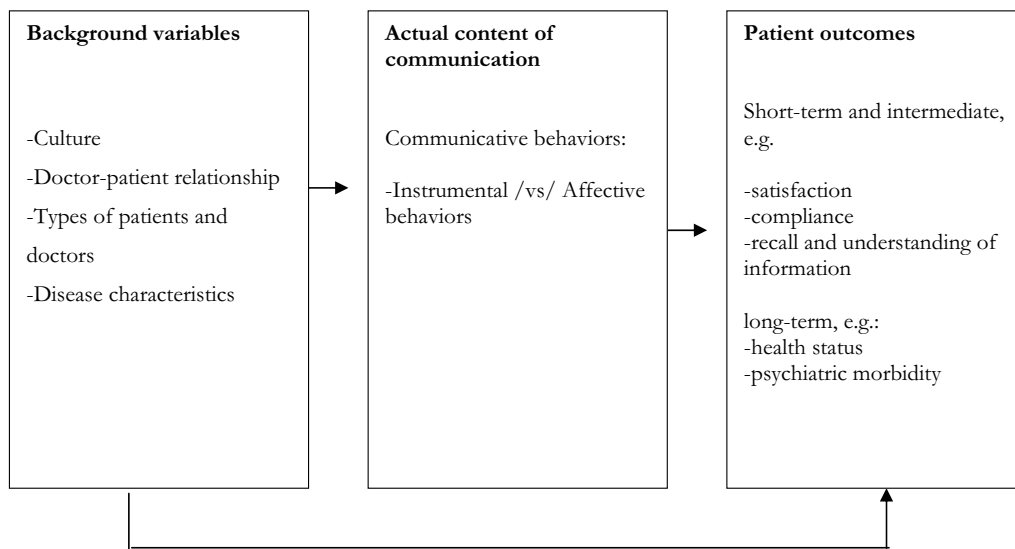 Background variables
-Culture
-Doctor-patient relationship
-Types of patients and
doctors
-Disease characteristics
Actual content of
communication
Communicative behaviors:
-Instrumental /vs/ Affective
behaviors
Patient outcomes
Short-term and intermediate,
e.g.
-satisfaction
-compliance
-recall and understanding of
information
long-term, e.g.:
-health status
-psychiatric morbidity